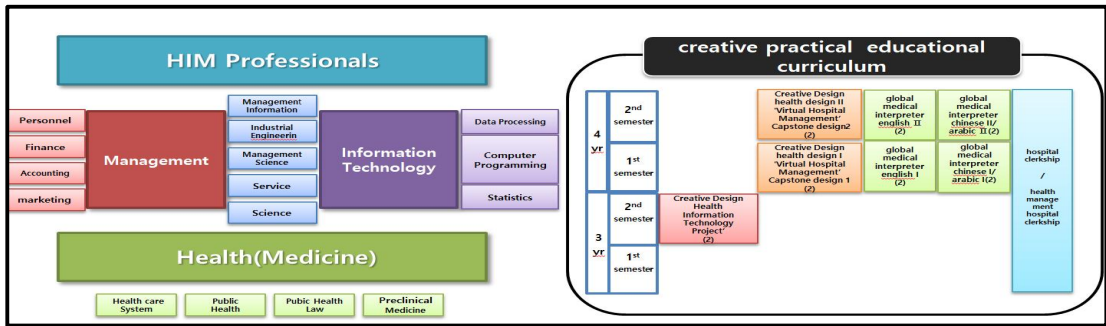 HIM Professionals
Personnel
Finance
Accounting
marketing
Management
Management
Information
Industrial
Engineerin
Management
Science
Service
Science
Information
Technology
Data Processing
Computer
Programming
Statistics
Health(Medicine)
Health care
System
Public
Health
Pubic Health
Law
Preclinical
Medicine
creative practical educational
curriculum
4
yr
2nd
semester
1st
semester
3
yr
2nd
semester
1st
semester
Creative Design
Health
Information
Technology
Project’
(2)
Creative Design
health design II
‘Virtual Hospital
Management’
Capstone design2
(2)
Creative Design
health design I
‘Virtual Hospital
Management’
Capstone design 1
(2)
global
medical
interpreter
english II
(2)
global
medical
interpreter
english I
(2)
global
medical
interpreter
chinese II/
arabic II(2)
global
medical
interpreter
chinese I/
arabic I(2)
hospital
clerkship
/
health
manage
ment
hospital
clerkship